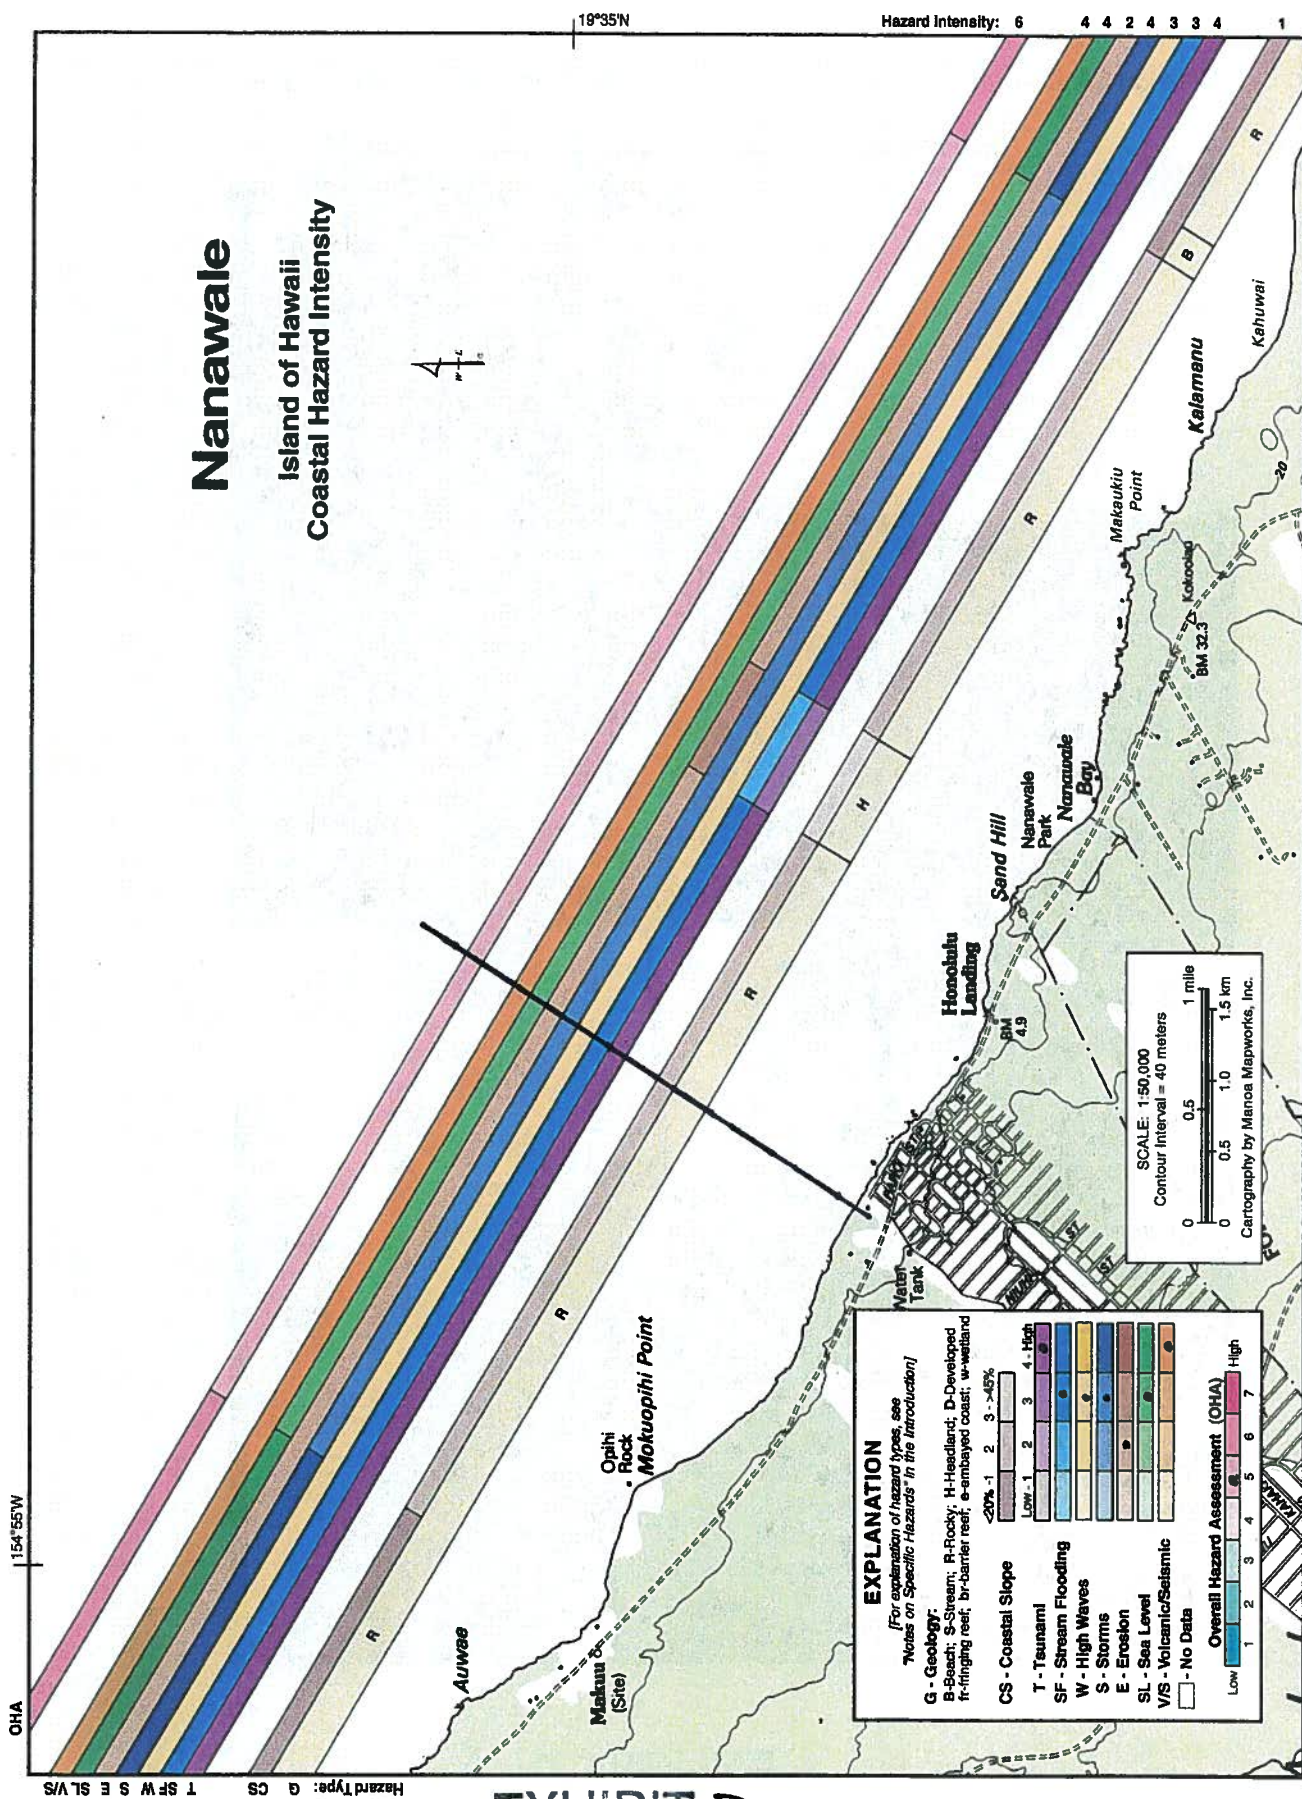 19°35'N
Hazard Intensity: 6 4 4 2 4 3 3 4 1
Nanawale
Island of Hawaii
Coastal Hazard Intensity
R
B
R
H
R
R
R
Kahuwai
Kalamanu
Makaukiu
Point
20
Kokoolau
BM 32.3
Nanawale
Bay
Nanawale
Park
Sand Hill
Honolulu
Landing
BM
4.9
Water
Tank
ST
ST
Opihi
Rock
Mokuopihi Point
Auwae
Makuu
(Site)
154°55'W
OHA
Hazard Type: G CS T SF W S E SL V/S
SCALE: 1:50,000
Contour Interval = 40 meters
0 0.5 1 mile
0 0.5 1.0 1.5 km
Cartography by Manoa Mapworks, Inc.
EXPLANATION
[For explanation of hazard types, see
"Notes on Specific Hazards" in the Introduction]
G - Geology:
B-Beach; S-Stream; R-Rocky; H-Headland; D-Developed
fr-fringing reef; br-barrier reef; e-embayed coast; w-wetland
<20% -1 2 3 - >45%
CS - Coastal Slope
Low - 1 2 3 4 - High
T - Tsunami
SF - Stream Flooding
W - High Waves
S - Storms
E - Erosion
SL - Sea Level
V/S - Volcanic/Seismic
- No Data
Overall Hazard Assessment (OHA)
Low 1 2 3 4 5 6 7 High